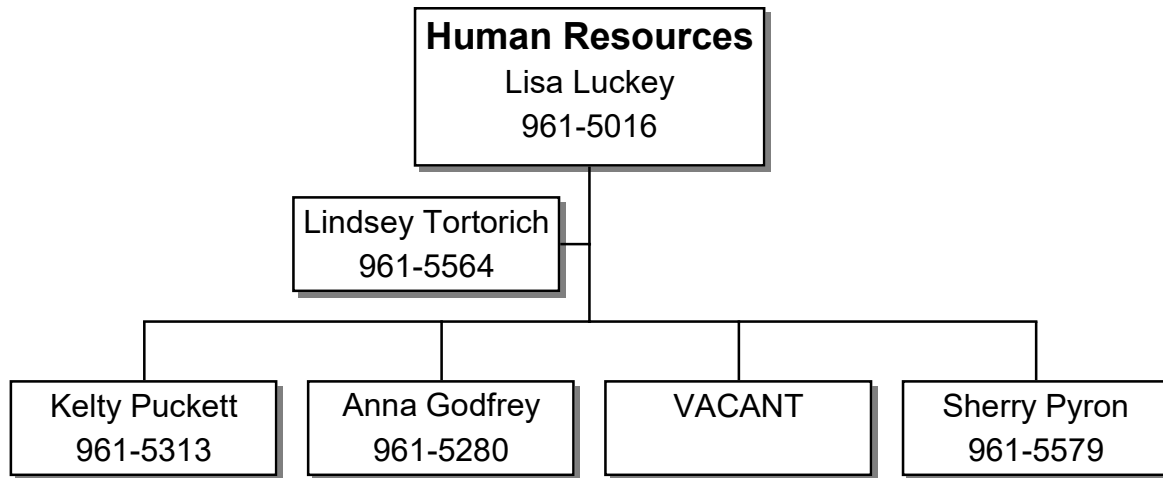 Human Resources
Lisa Luckey
961-5016
Lindsey Tortorich
961-5564
Kelty Puckett
961-5313
Anna Godfrey
961-5280
VACANT
Sherry Pyron
961-5579